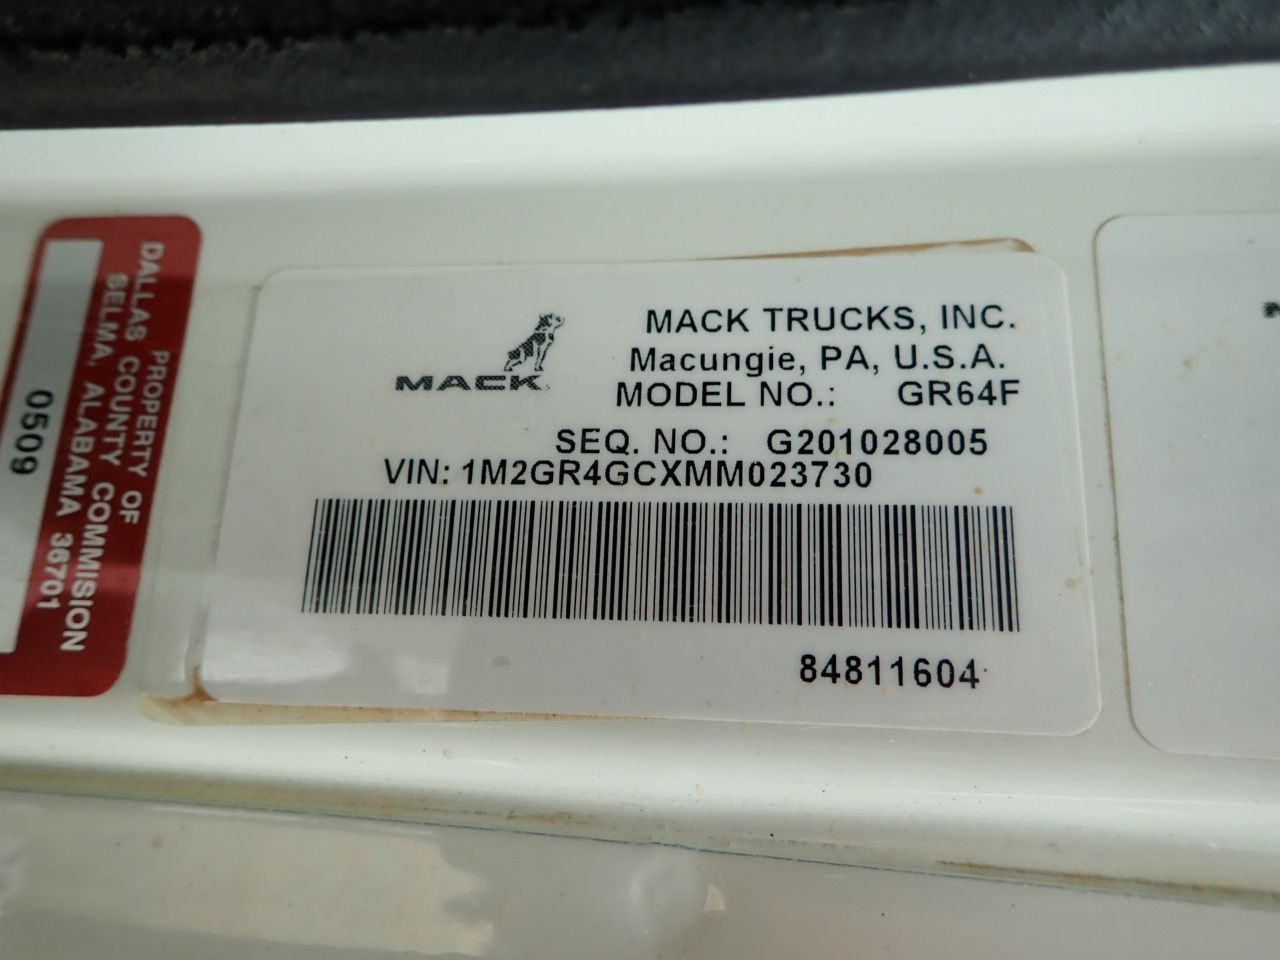 PROPERTY OF
DALLAS COUNTY COMMISION
SELMA, ALABAMA 36701
0509
MACK
MACK TRUCKS, INC.
Macungie, PA, U.S.A.
MODEL NO.: GR64F
SEQ. NO.: G201028005
VIN: 1M2GR4GCXMM023730
84811604